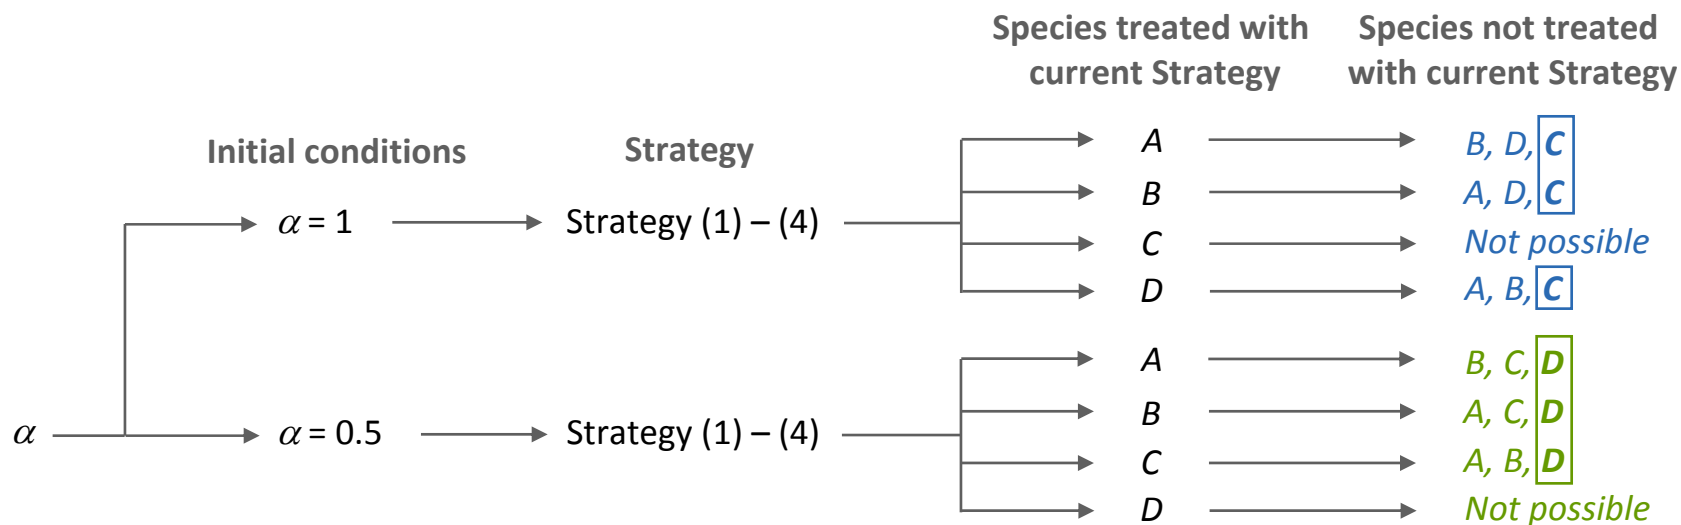 Species treated with
current Strategy
Species not treated
with current Strategy
Initial conditions
Strategy
A
B, D, C
B
A, D, C
α = 1
Strategy (1) – (4)
C
Not possible
D
A, B, C
A
B, C, D
B
A, C, D
α
α = 0.5
Strategy (1) – (4)
C
A, B, D
D
Not possible